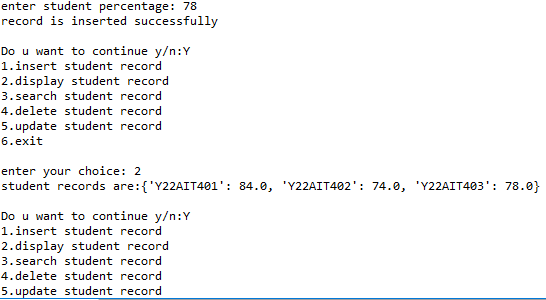 enter student percentage: 78
record is inserted successfully
Do u want to continue y/n:Y
1.insert student record
2.display student record
3.search student record
4.delete student record
5.update student record
6.exit
enter your choice: 2
student records are:{'Y22AIT401': 84.0, 'Y22AIT402': 74.0, 'Y22AIT403': 78.0}
Do u want to continue y/n:Y
1.insert student record
2.display student record
3.search student record
4.delete student record
5.update student record